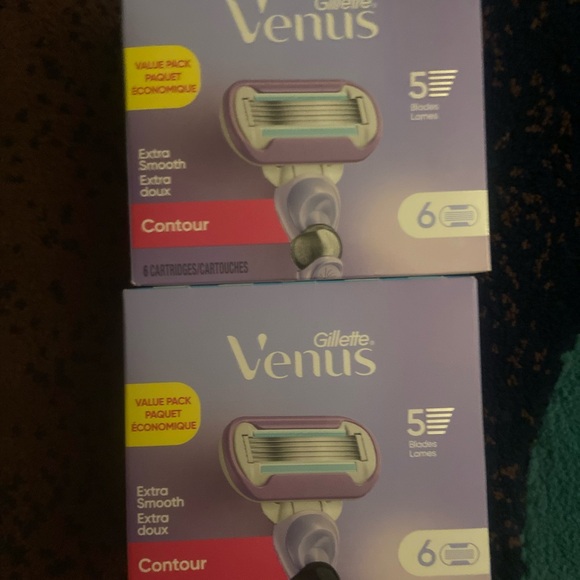 Gillette®
Venus
VALUE PACK
PAQUET
ÉCONOMIQUE
5
Blades
Lames
Extra
Smooth
Extra
doux
Contour
6
6 CARTRIDGES/CARTOUCHES
Gillette®
Venus
VALUE PACK
PAQUET
ÉCONOMIQUE
5
Blades
Lames
Extra
Smooth
Extra
doux
Contour
6